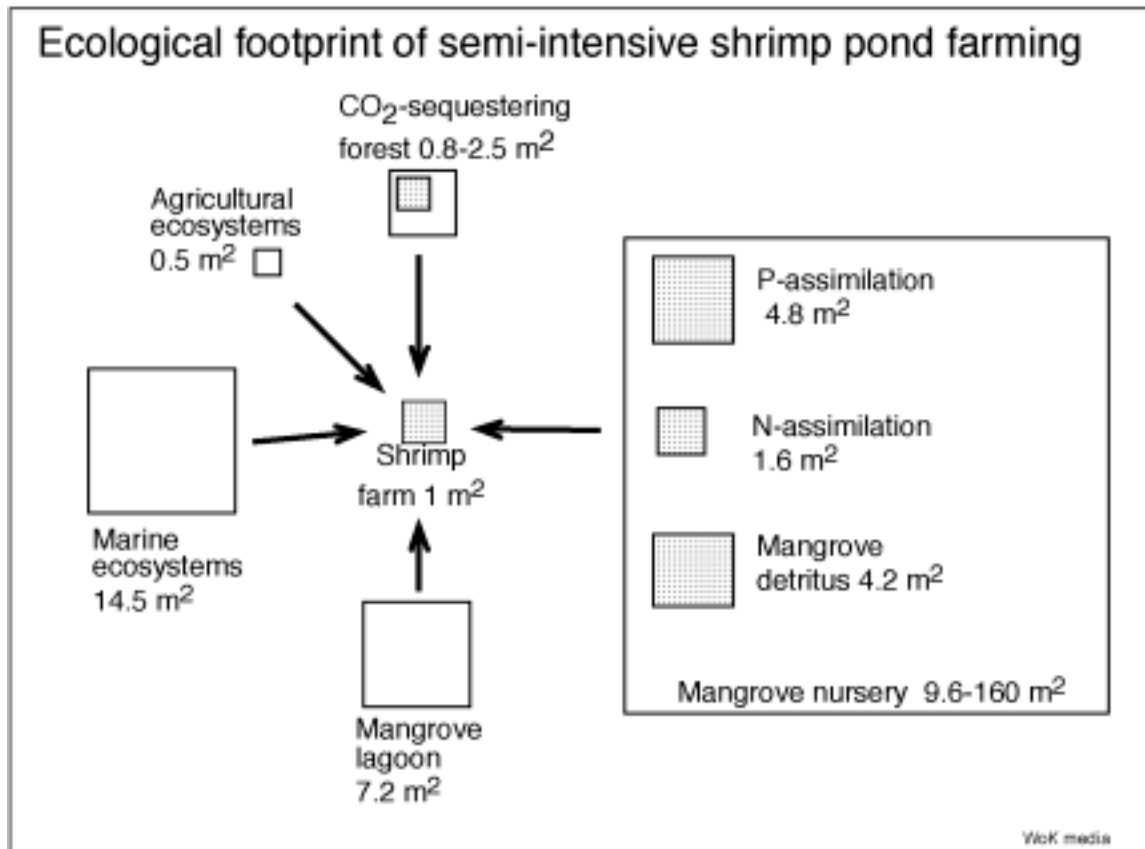 Ecological footprint of semi-intensive shrimp pond farming
CO₂-sequestering
forest 0.8-2.5 m²
Agricultural
ecosystems
0.5 m²
P-assimilation
4.8 m²
N-assimilation
1.6 m²
Shrimp
farm 1 m²
Marine
ecosystems
14.5 m²
Mangrove
detritus 4.2 m²
Mangrove nursery 9.6-160 m²
Mangrove
lagoon
7.2 m²
WoK media